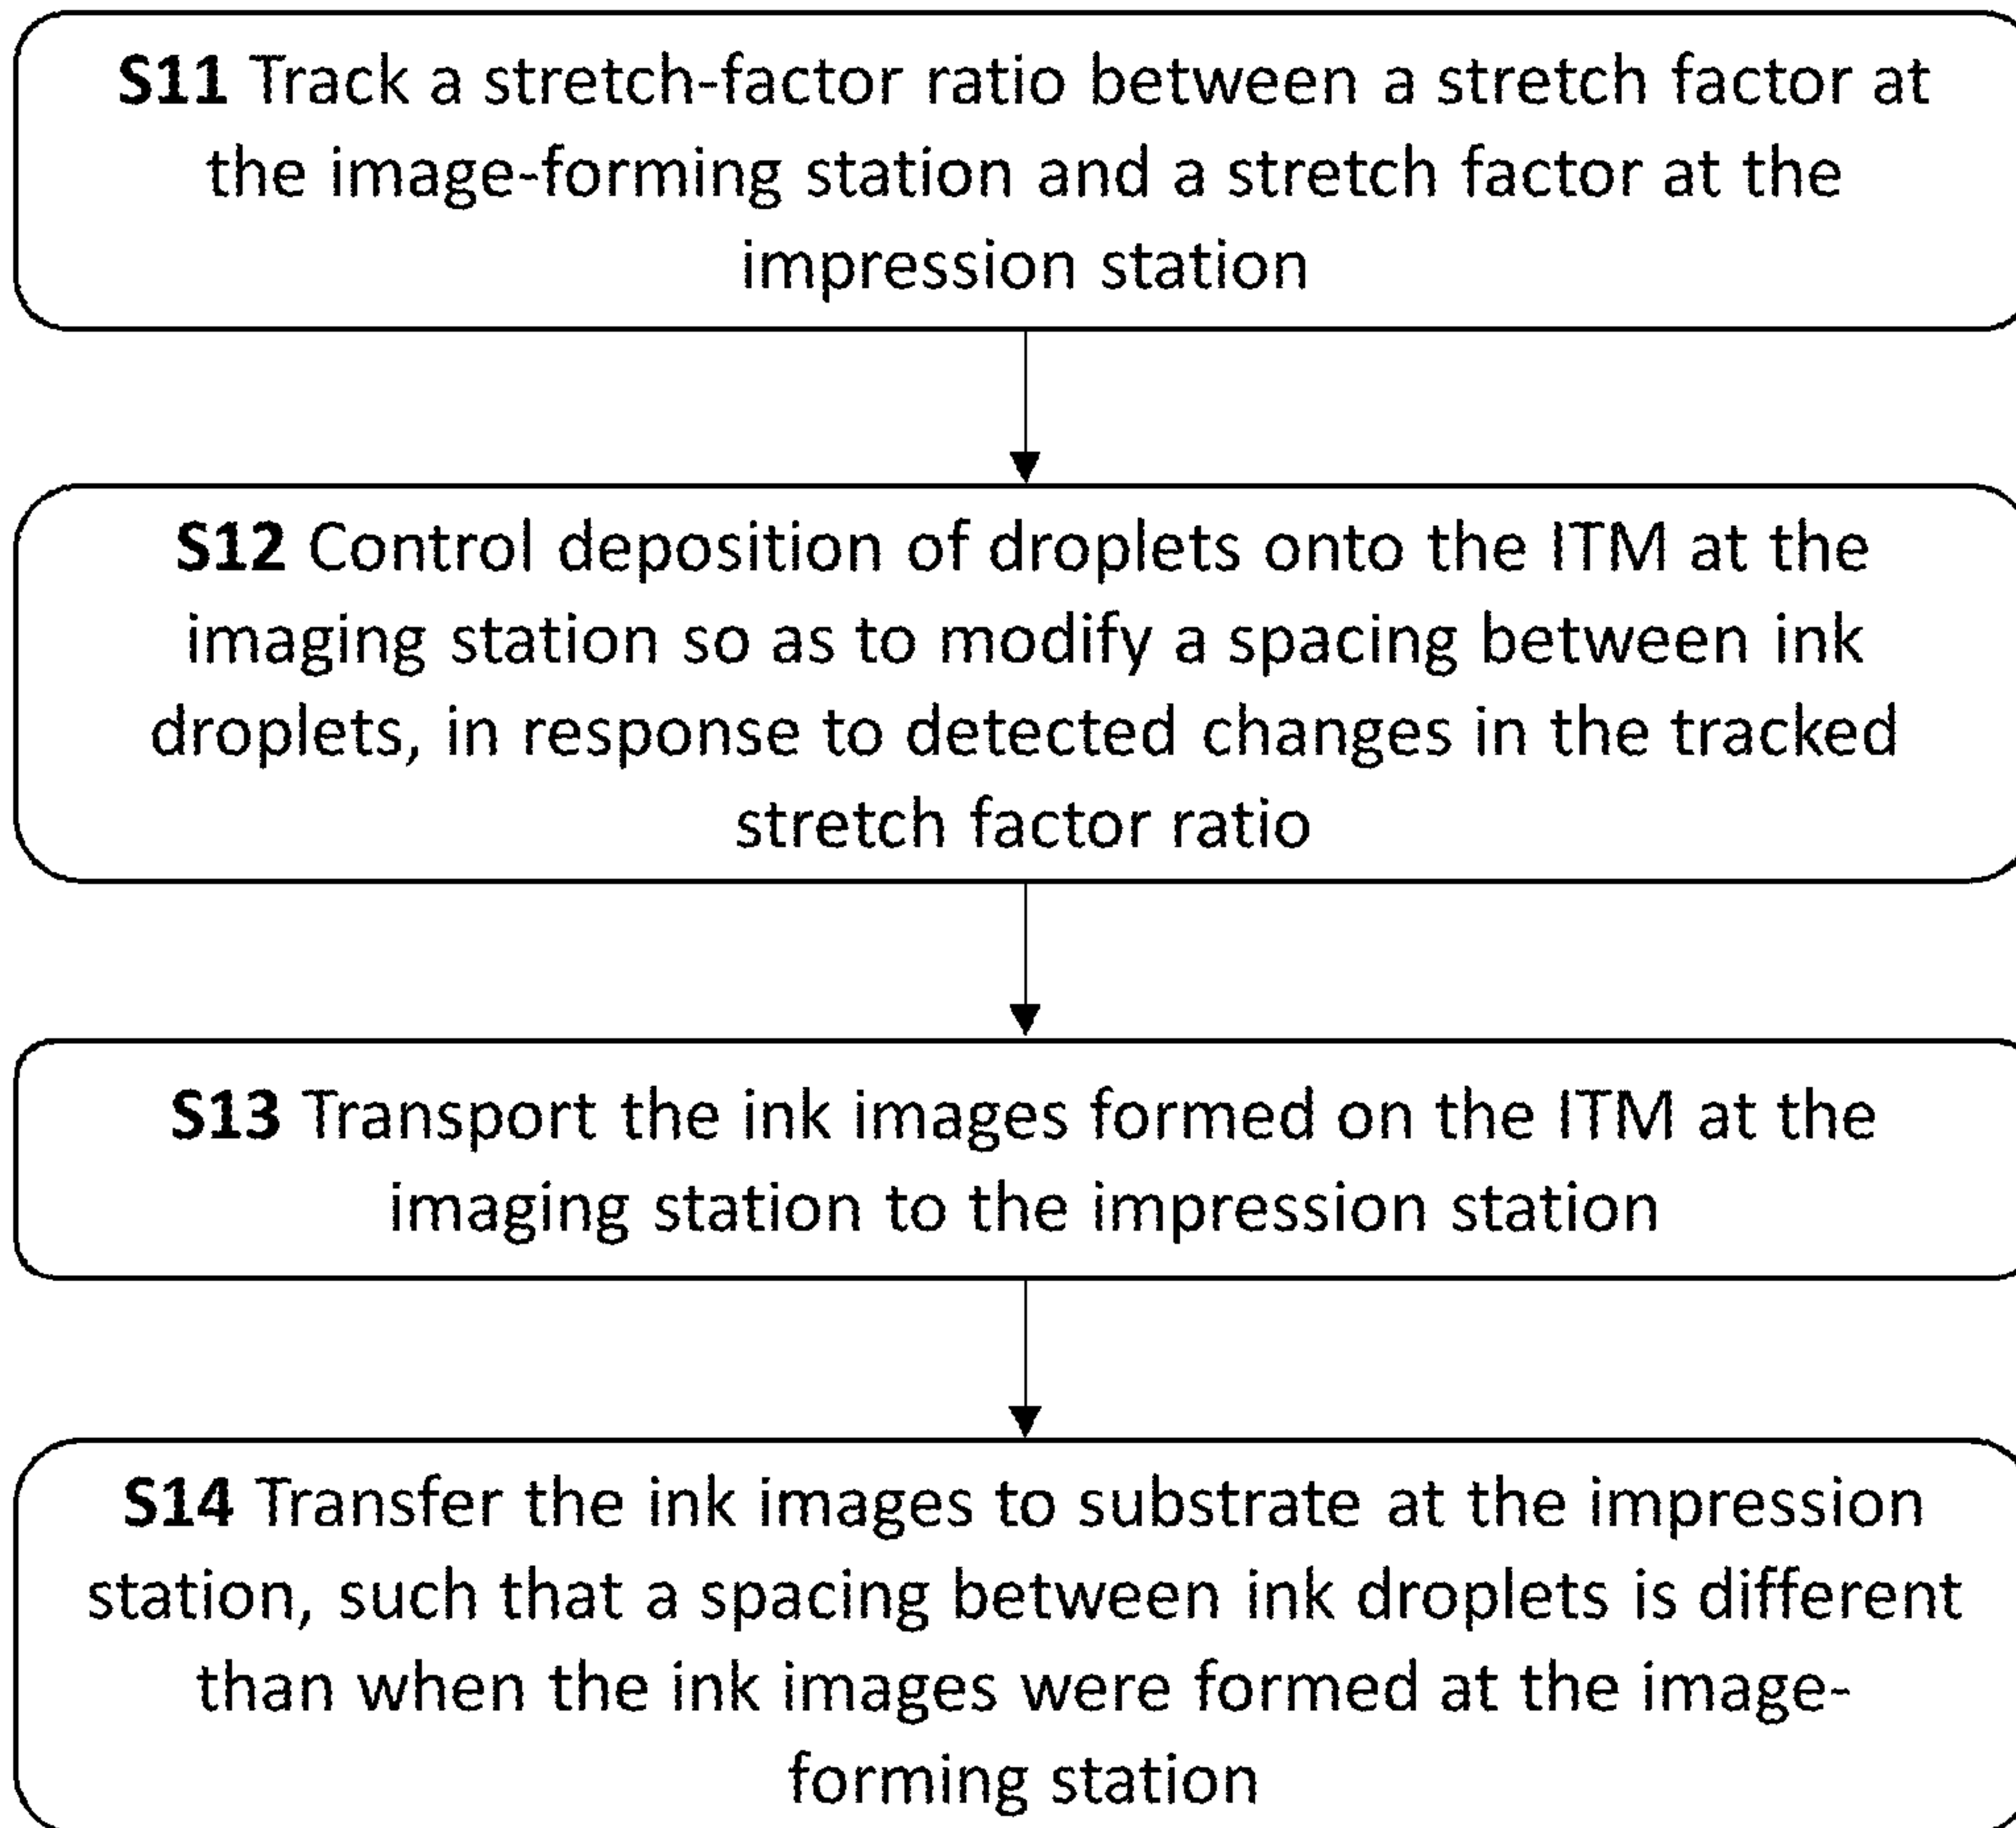 S11 Track a stretch-factor ratio between a stretch factor at
the image-forming station and a stretch factor at the
impression station
S12 Control deposition of droplets onto the ITM at the
imaging station so as to modify a spacing between ink
droplets, in response to detected changes in the tracked
stretch factor ratio
S13 Transport the ink images formed on the ITM at the
imaging station to the impression station
S14 Transfer the ink images to substrate at the impression
station, such that a spacing between ink droplets is different
than when the ink images were formed at the image-
forming station